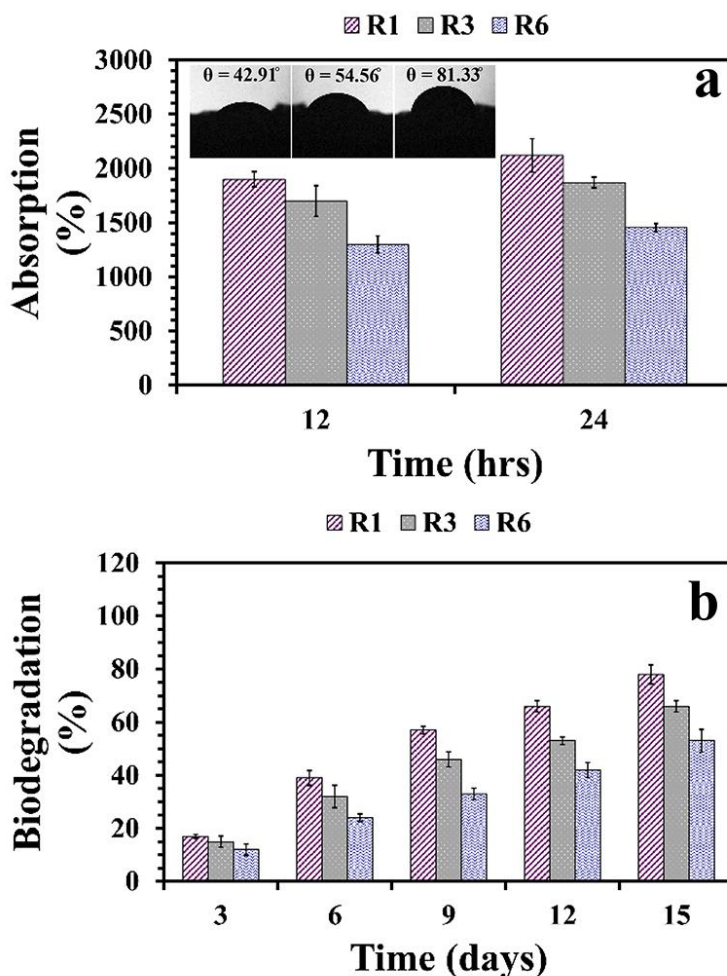 R1 R3 R6
a
3000
2500
2000
1500
1000
500
0
θ = 42.91° θ = 54.56° θ = 81.33°
Absorption
(%)
12 24
Time (hrs)
R1 R3 R6
b
120
100
80
60
40
20
0
Biodegradation
(%)
3 6 9 12 15
Time (days)